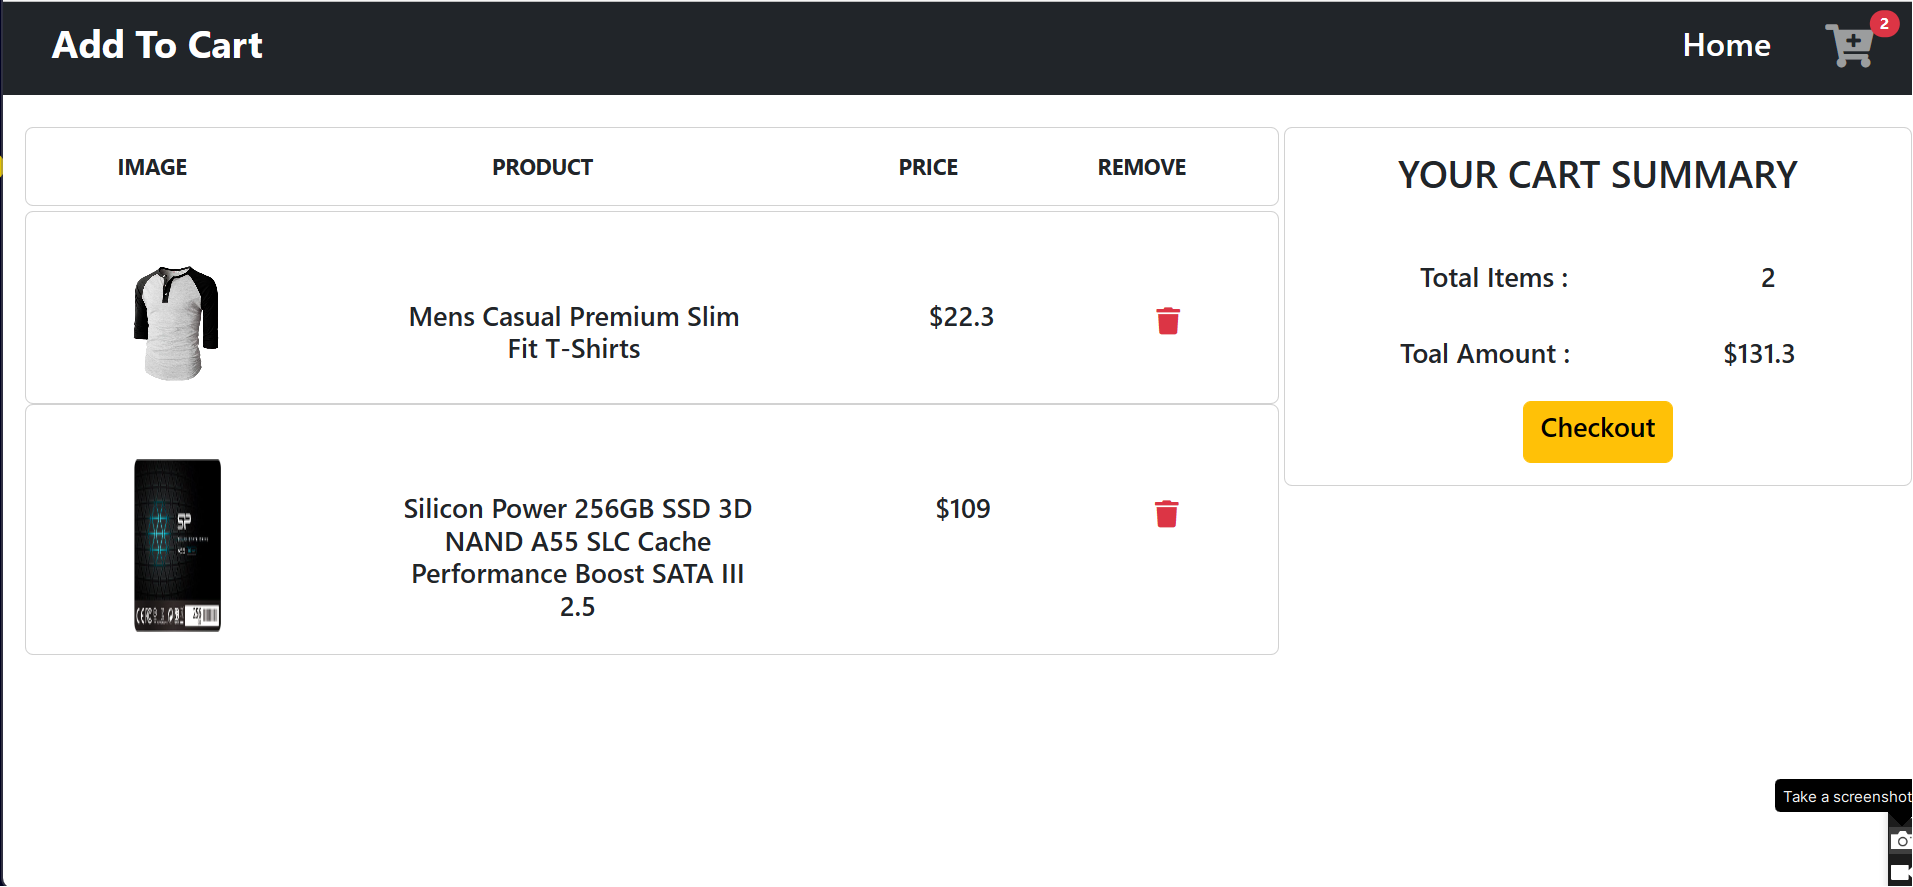 Add To Cart
Home
2
IMAGE PRODUCT PRICE REMOVE
Mens Casual Premium Slim
Fit T-Shirts
$22.3
SP
256
Silicon Power 256GB SSD 3D
NAND A55 SLC Cache
Performance Boost SATA III
2.5
$109
YOUR CART SUMMARY
Total Items : 2
Toal Amount : $131.3
Checkout
Take a screenshot